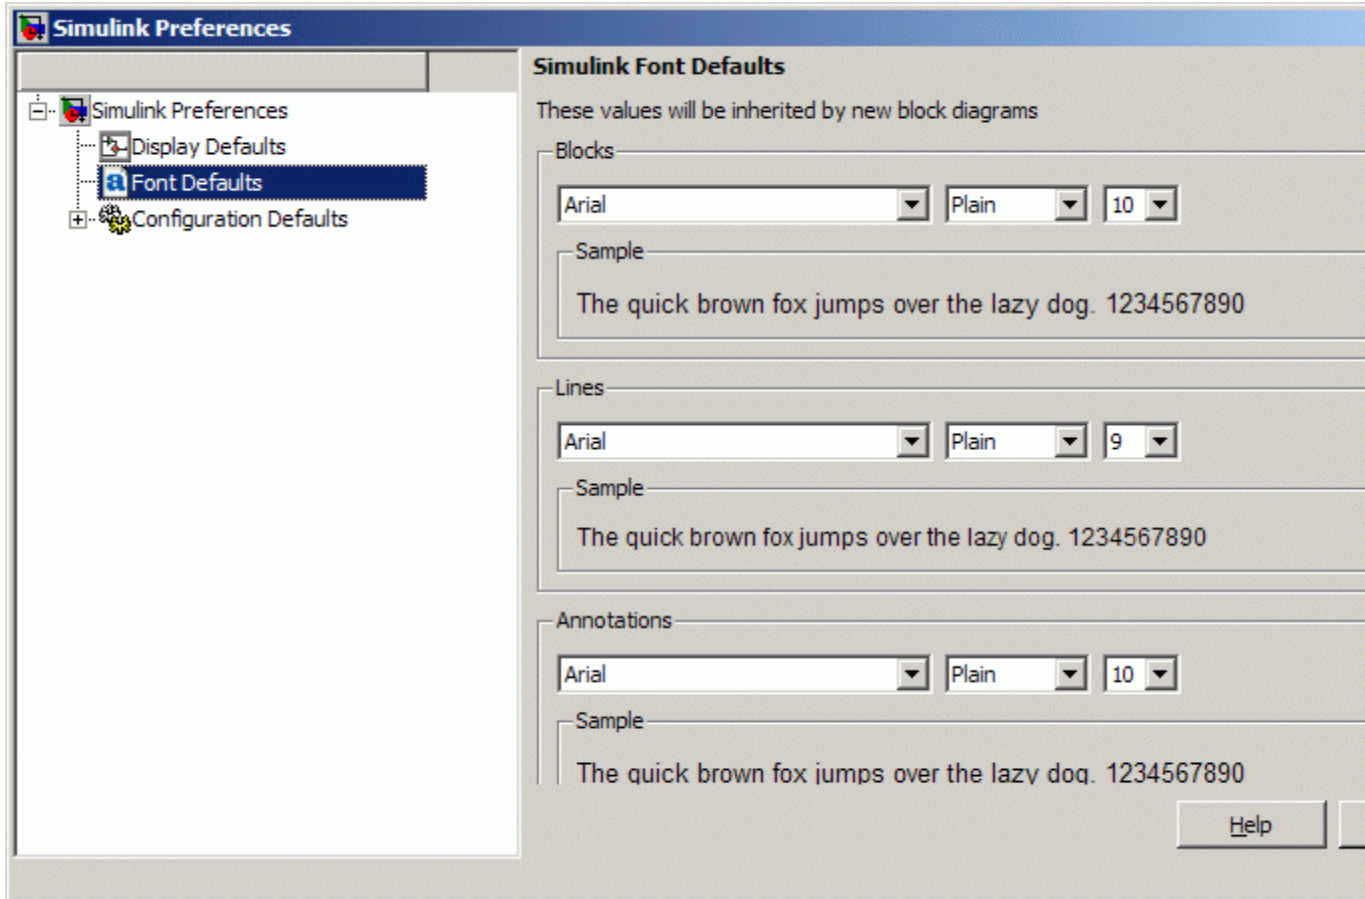 Simulink Preferences
Simulink Preferences
Display Defaults
Font Defaults
Configuration Defaults
Simulink Font Defaults
These values will be inherited by new block diagrams
Blocks
Arial Plain 10
Sample
The quick brown fox jumps over the lazy dog. 1234567890
Lines
Arial Plain 9
Sample
The quick brown fox jumps over the lazy dog. 1234567890
Annotations
Arial Plain 10
Sample
The quick brown fox jumps over the lazy dog. 1234567890
Help